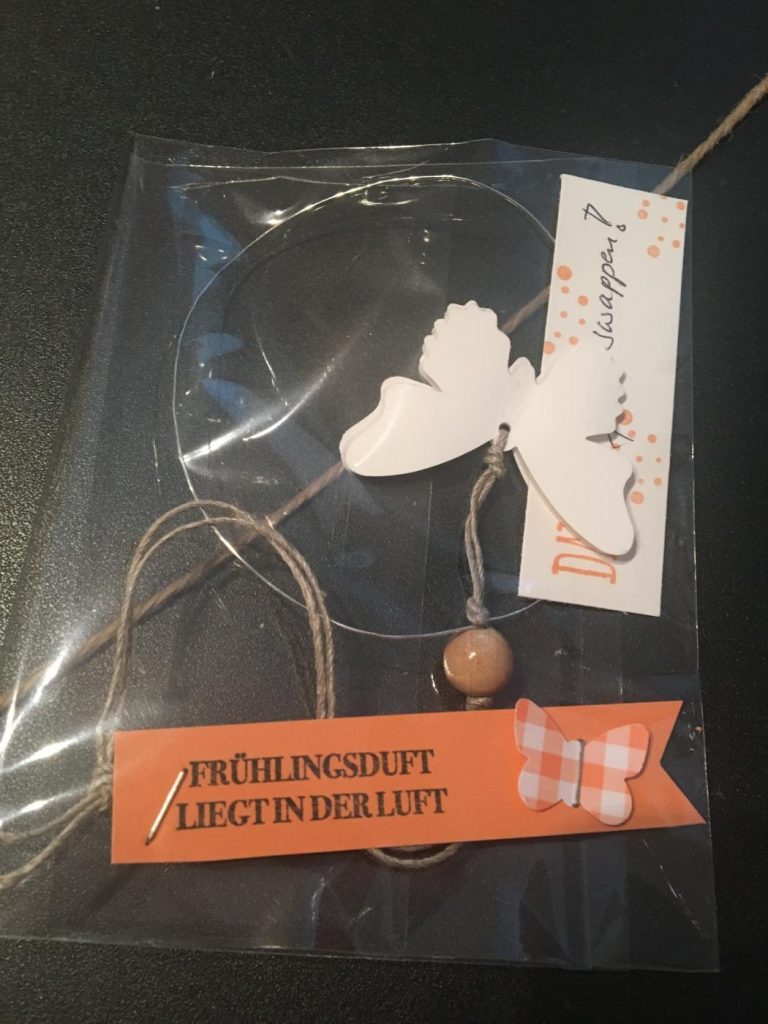 FRÜHLINGSDUFT
LIEGT IN DER LUFT
swappen!